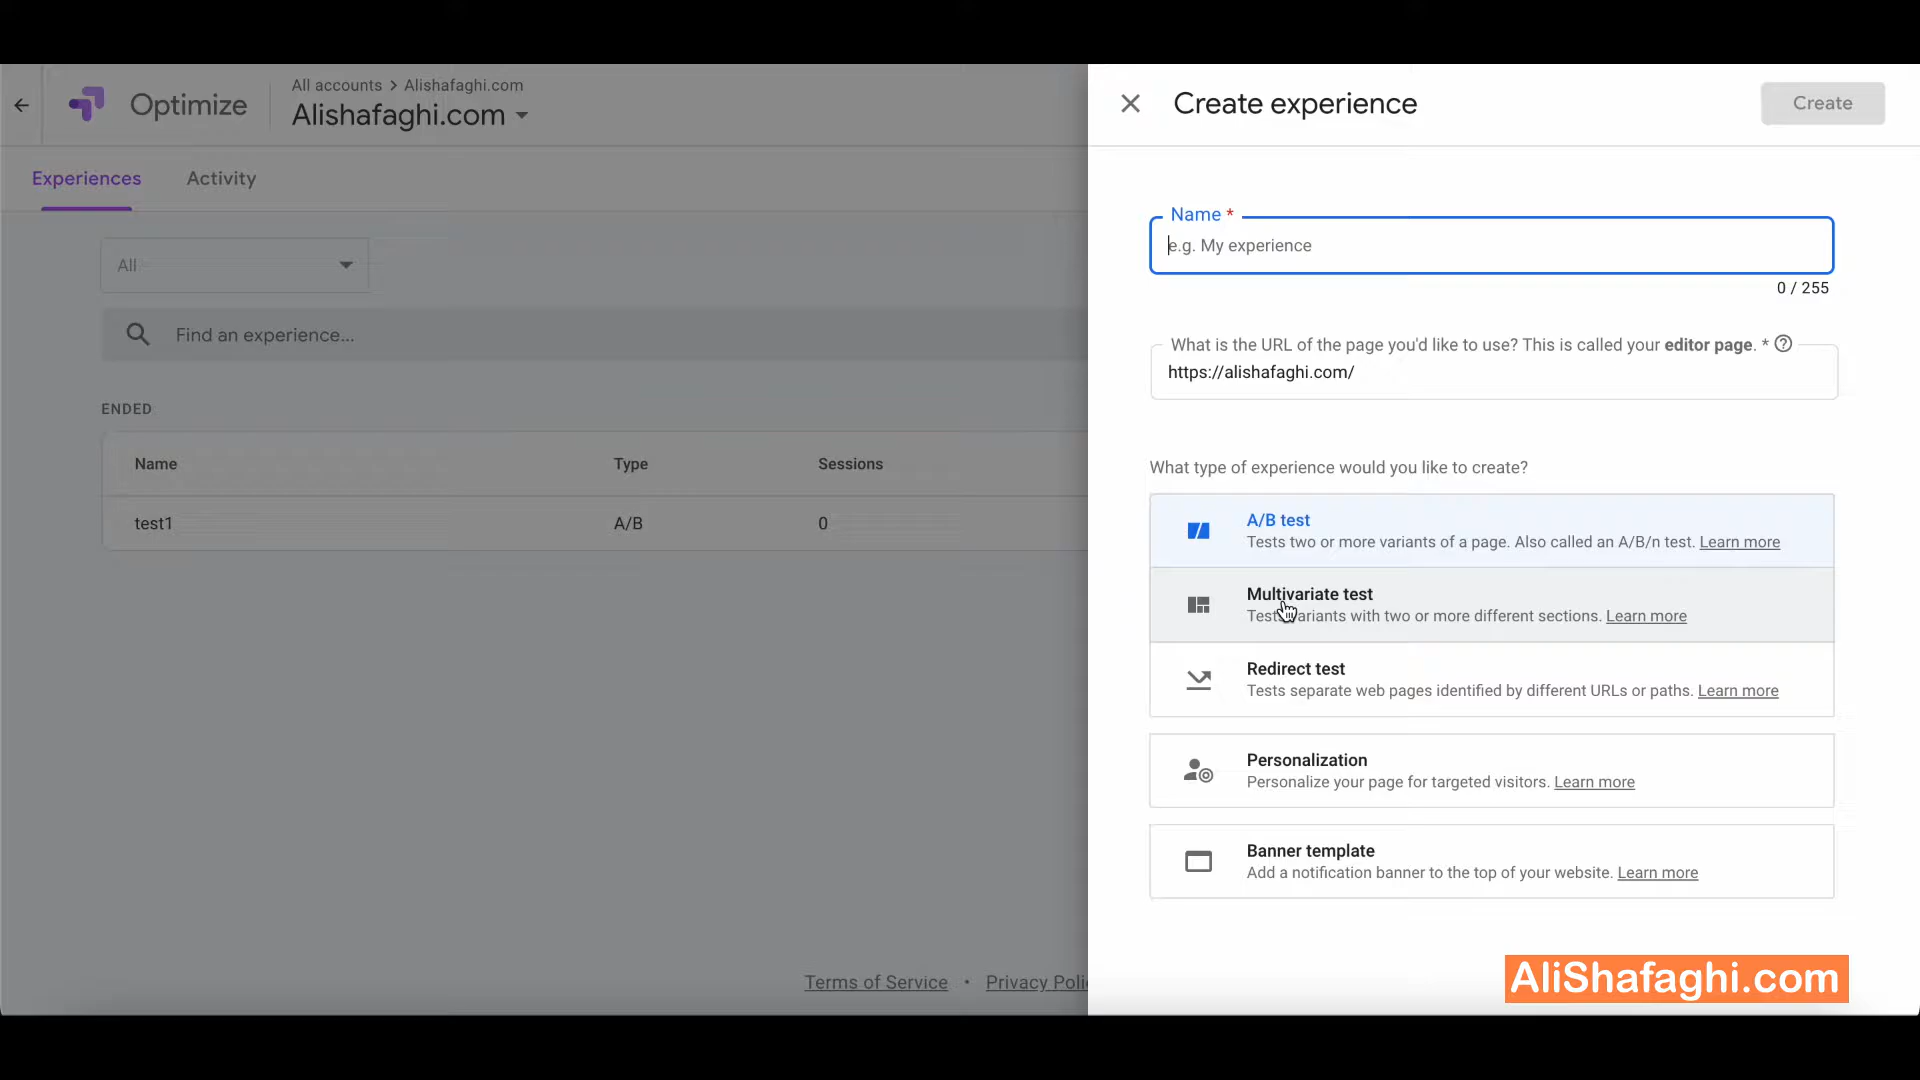 Optimize
All accounts > Alishafaghi.com
Alishafaghi.com
Experiences
Activity
All
Find an experience...
ENDED
Name Type Sessions
test1 A/B 0
Terms of Service • Privacy Poli
Create experience
Create
Name *
e.g. My experience
0 / 255
What is the URL of the page you'd like to use? This is called your editor page. *
https://alishafaghi.com/
What type of experience would you like to create?
A/B test
Tests two or more variants of a page. Also called an A/B/n test. Learn more
Multivariate test
Tests variants with two or more different sections. Learn more
Redirect test
Tests separate web pages identified by different URLs or paths. Learn more
Personalization
Personalize your page for targeted visitors. Learn more
Banner template
Add a notification banner to the top of your website. Learn more
AliShafaghi.com